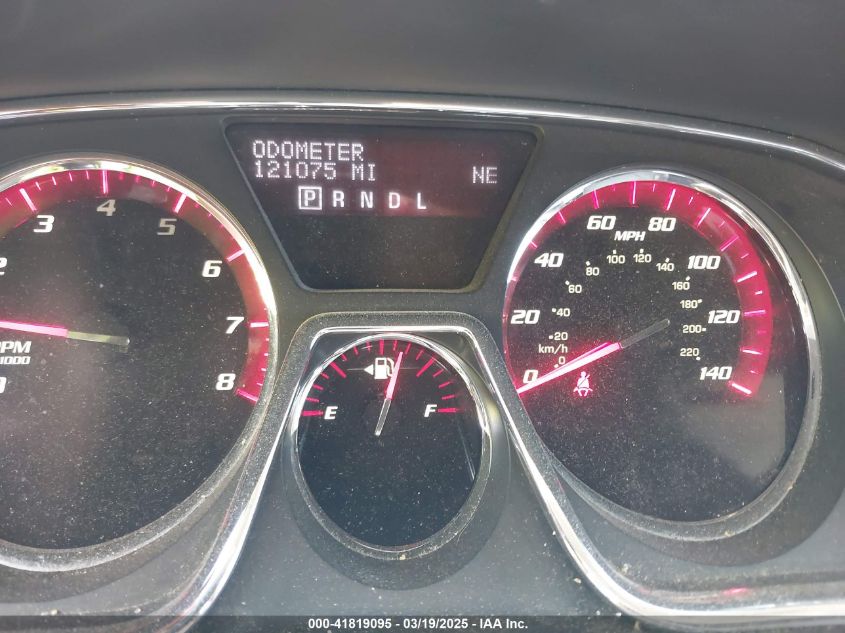 ODOMETER
121075 MI NE
P R N D L
2 3 4 5 6 7 8
RPM
1000
E F
0 20 40 60 80 100 120 140
MPH
km/h
0 20 40 60 80 100 120 140 160 180 200 220
000-41819095 - 03/19/2025 - IAA Inc.